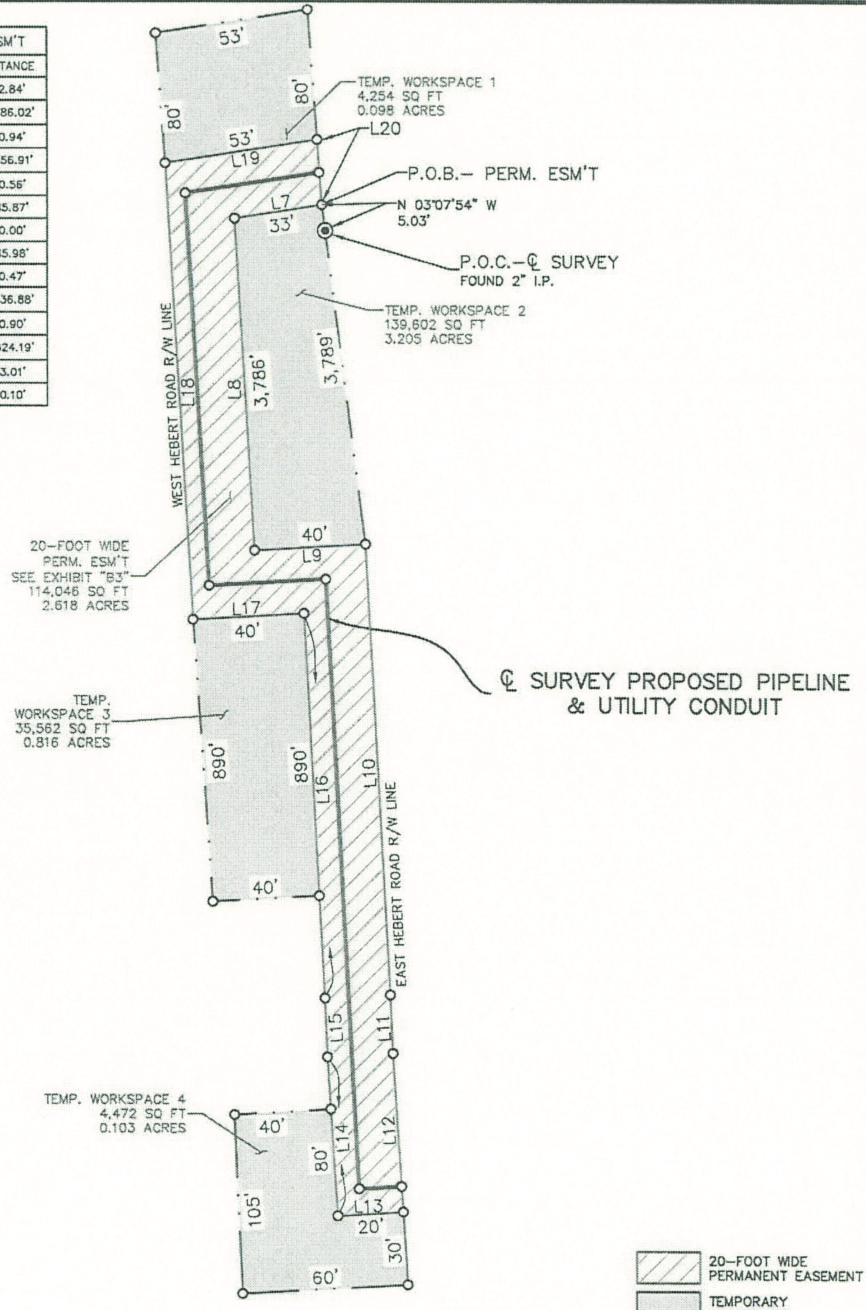 SM'T
TANCE
2.84'
86.02'
0.94'
56.91'
0.56'
5.87'
0.00'
5.98'
0.47'
36.88'
0.90'
624.19'
3.01'
0.10'
53'
80'
80'
TEMP. WORKSPACE 1
4,254 SQ FT
0.098 ACRES
53'
L19
L20
P.O.B.- PERM. ESM'T
L7
33'
N 03°07'54" W
5.03'
P.O.C.-℄ SURVEY
FOUND 2" I.P.
TEMP. WORKSPACE 2
139,602 SQ FT
3.205 ACRES
WEST HEBERT ROAD R/W LINE
L18
L8
3,786'
3,789'
20-FOOT WIDE
PERM. ESM'T
SEE EXHIBIT "B3"
114,046 SQ FT
2.618 ACRES
40'
L9
L17
40'
℄ SURVEY PROPOSED PIPELINE
& UTILITY CONDUIT
TEMP.
WORKSPACE 3
35,562 SQ FT
0.816 ACRES
890'
890'
L16
L10
EAST HEBERT ROAD R/W LINE
40'
L15
L11
TEMP. WORKSPACE 4
4,472 SQ FT
0.103 ACRES
40'
80'
L14
L12
105'
L13
20'
30'
60'
20-FOOT WIDE
PERMANENT EASEMENT
TEMPORARY